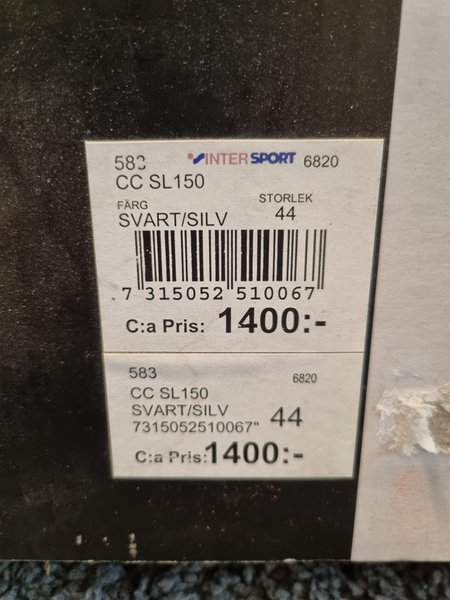 583 INTERSPORT 6820
CC SL150
FÄRG STORLEK
SVART/SILV 44
7 315052 510067
C:a Pris: 1400:-
583 6820
CC SL150
SVART/SILV 44
7315052510067"
C:a Pris: 1400:-